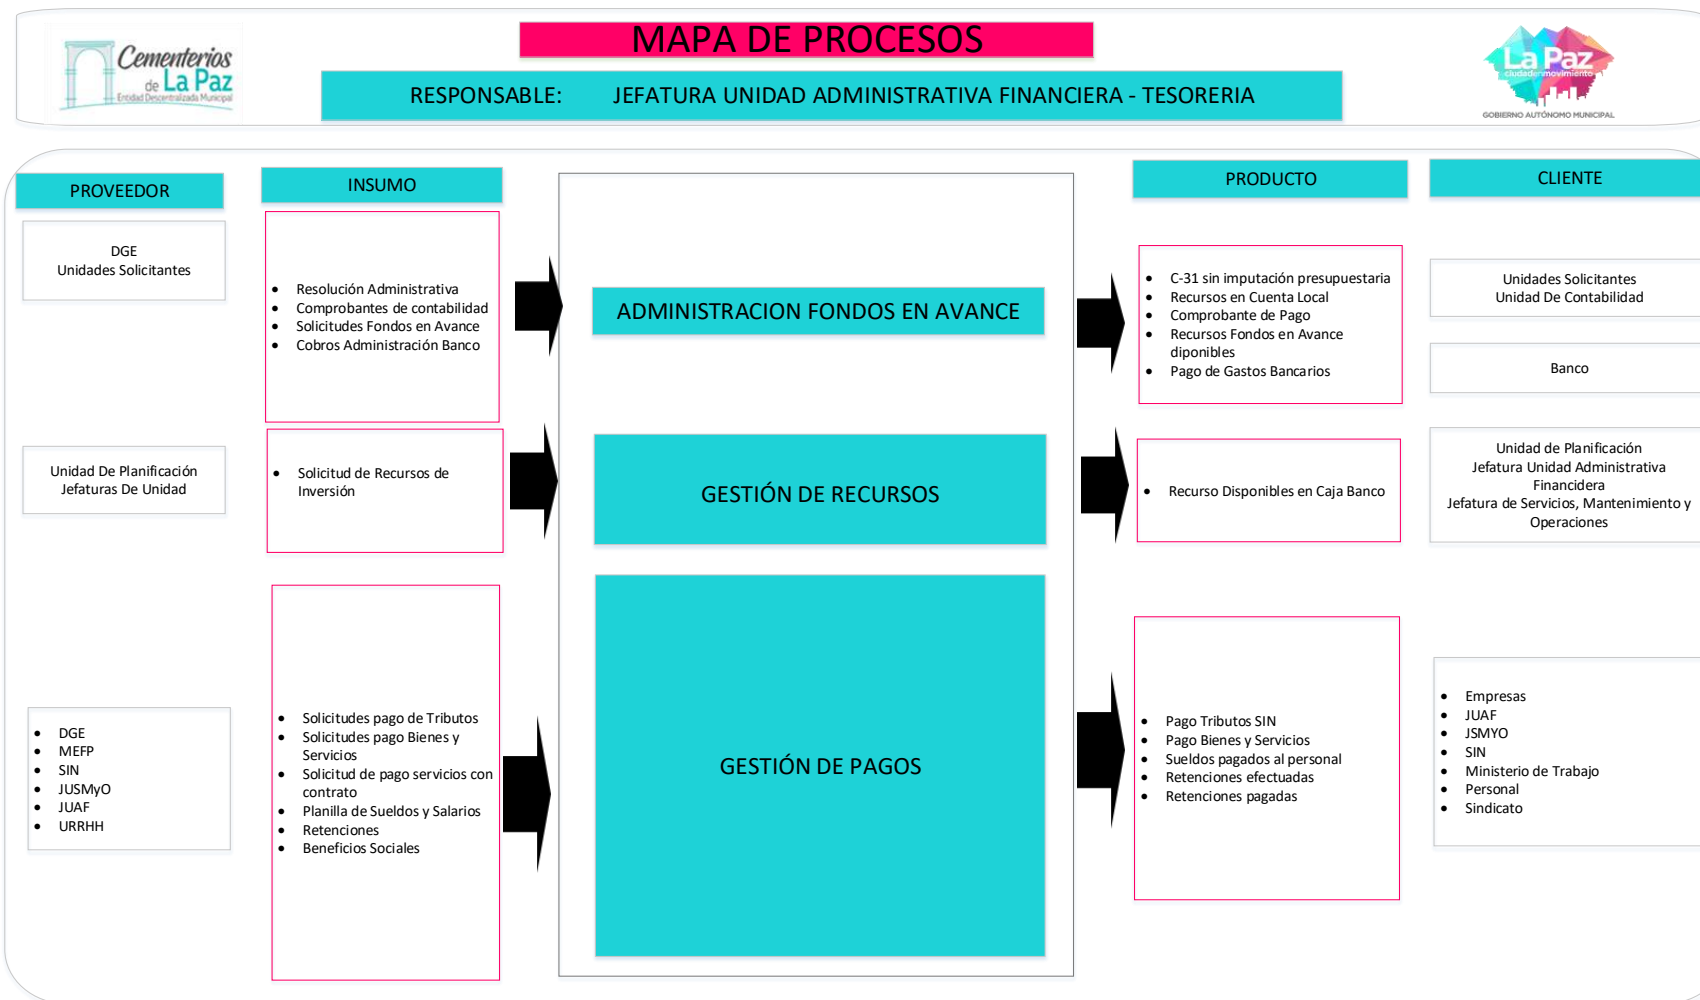 Cementerios
de La Paz
Entidad Descentralizada Municipal
MAPA DE PROCESOS
RESPONSABLE: JEFATURA UNIDAD ADMINISTRATIVA FINANCIERA - TESORERIA
La Paz
ciudadenmovimiento
GOBIERNO AUTÓNOMO MUNICIPAL
PROVEEDOR
INSUMO
PRODUCTO
CLIENTE
DGE
Unidades Solicitantes
• Resolución Administrativa
• Comprobantes de contabilidad
• Solicitudes Fondos en Avance
• Cobros Administración Banco
ADMINISTRACION FONDOS EN AVANCE
• C-31 sin imputación presupuestaria
• Recursos en Cuenta Local
• Comprobante de Pago
• Recursos Fondos en Avance
diponibles
• Pago de Gastos Bancarios
Unidades Solicitantes
Unidad De Contabilidad
Banco
Unidad De Planificación
Jefaturas De Unidad
• Solicitud de Recursos de
Inversión
GESTIÓN DE RECURSOS
• Recurso Disponibles en Caja Banco
Unidad de Planificación
Jefatura Unidad Administrativa
Financidera
Jefatura de Servicios, Mantenimiento y
Operaciones
• DGE
• MEFP
• SIN
• JUSMyO
• JUAF
• URRHH
• Solicitudes pago de Tributos
• Solicitudes pago Bienes y
Servicios
• Solicitud de pago servicios con
contrato
• Planilla de Sueldos y Salarios
• Retenciones
• Beneficios Sociales
GESTIÓN DE PAGOS
• Pago Tributos SIN
• Pago Bienes y Servicios
• Sueldos pagados al personal
• Retenciones efectuadas
• Retenciones pagadas
• Empresas
• JUAF
• JSMYO
• SIN
• Ministerio de Trabajo
• Personal
• Sindicato